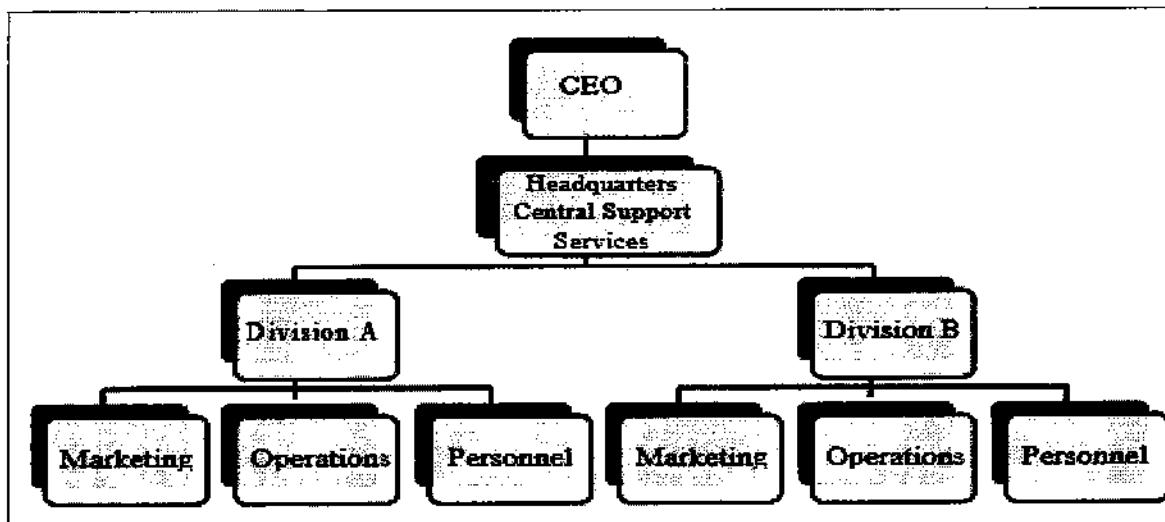 CEO
Headquarters
Central Support
Services
Division A
Division B
Marketing
Operations
Personnel
Marketing
Operations
Personnel